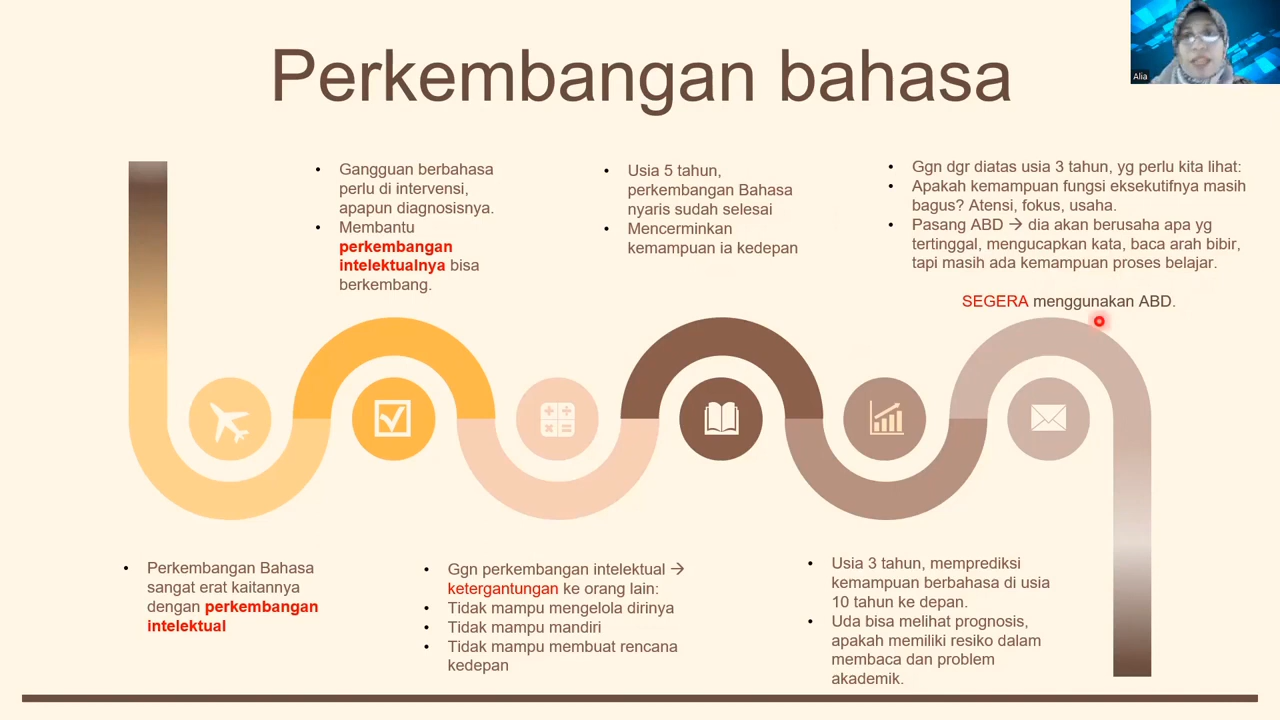 Perkembangan bahasa
Alia
• Gangguan berbahasa
perlu di intervensi,
apapun diagnosisnya.
• Membantu
perkembangan
intelektualnya bisa
berkembang.
• Usia 5 tahun,
perkembangan Bahasa
nyaris sudah selesai
• Mencerminkan
kemampuan ia kedepan
• Ggn dgr diatas usia 3 tahun, yg perlu kita lihat:
• Apakah kemampuan fungsi eksekutifnya masih
bagus? Atensi, fokus, usaha.
• Pasang ABD → dia akan berusaha apa yg
tertinggal, mengucapkan kata, baca arah bibir,
tapi masih ada kemampuan proses belajar.
SEGERA menggunakan ABD.
• Perkembangan Bahasa
sangat erat kaitannya
dengan perkembangan
intelektual
• Ggn perkembangan intelektual →
ketergantungan ke orang lain:
• Tidak mampu mengelola dirinya
• Tidak mampu mandiri
• Tidak mampu membuat rencana
kedepan
• Usia 3 tahun, memprediksi
kemampuan berbahasa di usia
10 tahun ke depan.
• Uda bisa melihat prognosis,
apakah memiliki resiko dalam
membaca dan problem
akademik.